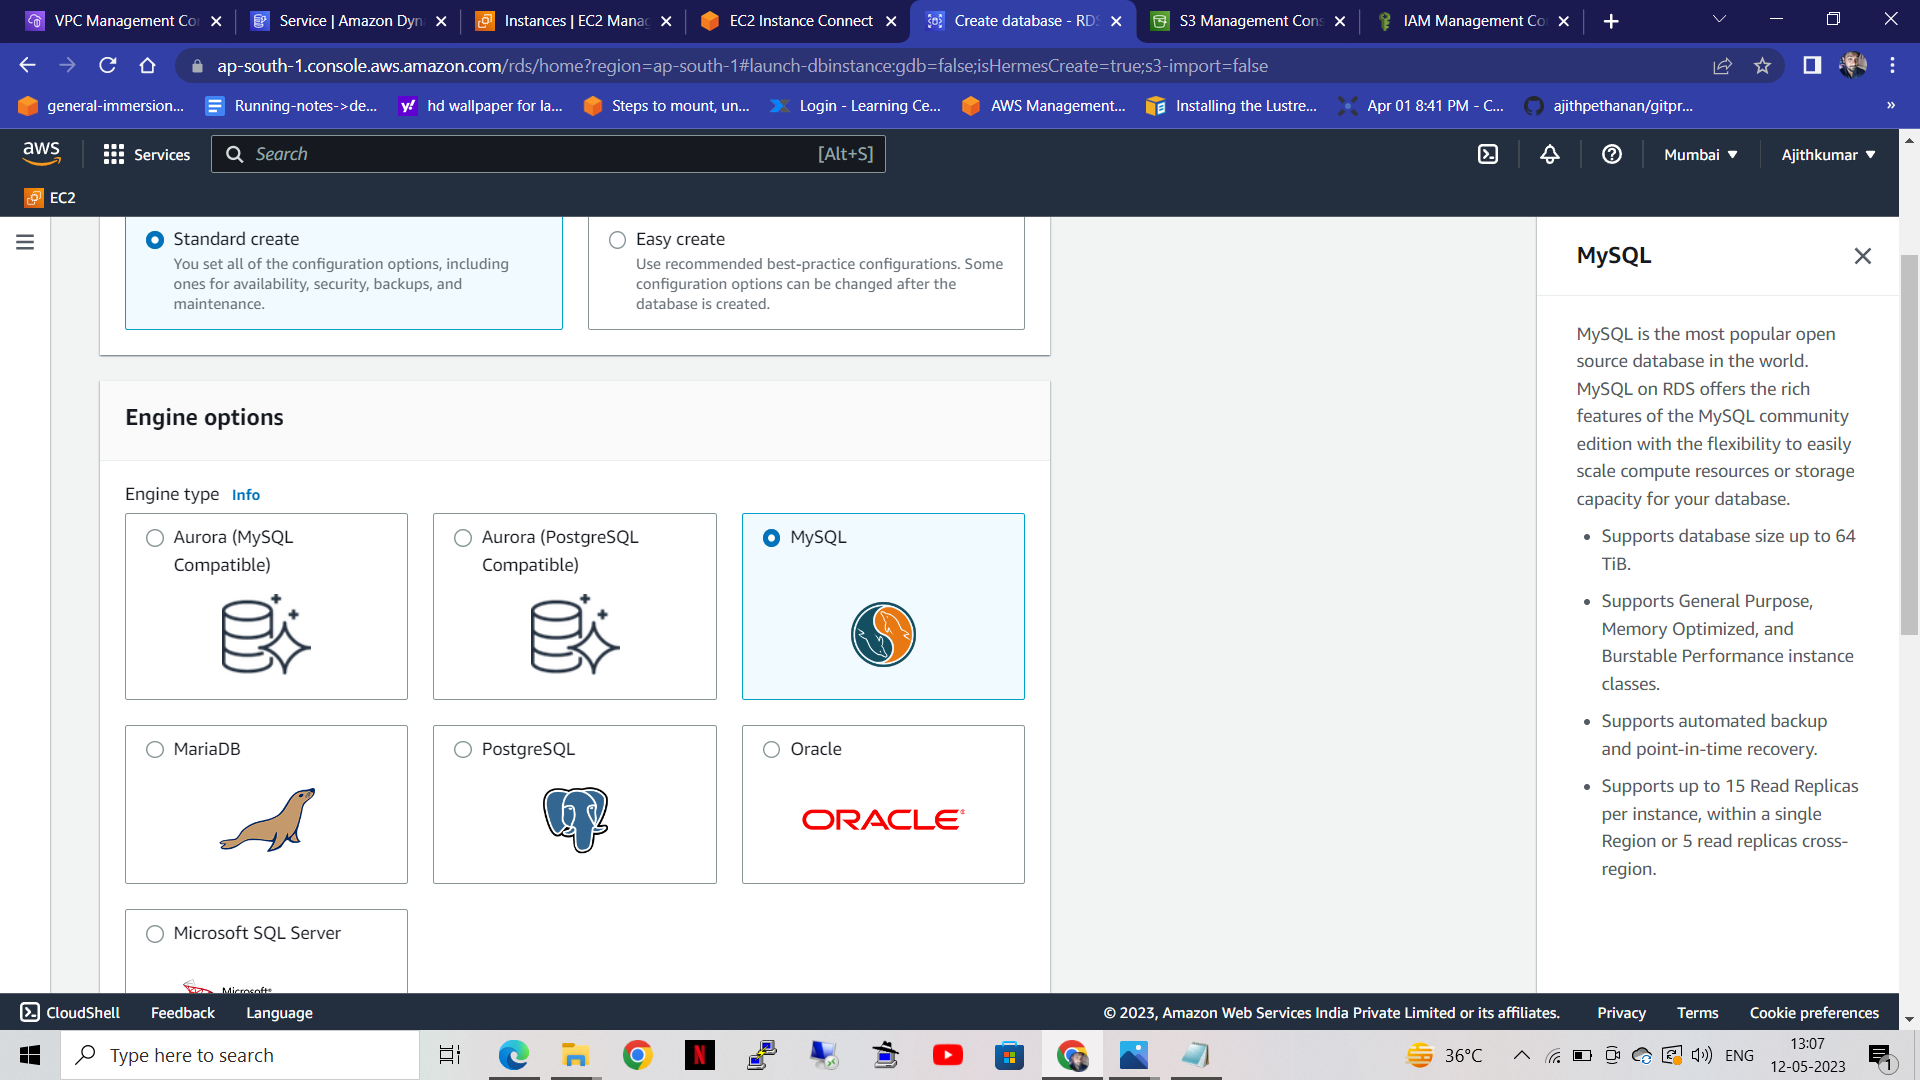 VPC Management Co
Service | Amazon Dyn
Instances | EC2 Manag
EC2 Instance Connect
Create database - RDS
S3 Management Cons
IAM Management Co
ap-south-1.console.aws.amazon.com/rds/home?region=ap-south-1#launch-dbinstance:gdb=false;isHermesCreate=true;s3-import=false
general-immersion...
Running-notes->de...
hd wallpaper for la...
Steps to mount, un...
Login - Learning Ce...
AWS Management...
Installing the Lustre...
Apr 01 8:41 PM - C...
ajithpethanan/gitpr...
»
aws
Services
Search
[Alt+S]
Mumbai
Ajithkumar
EC2
Standard create
You set all of the configuration options, including
ones for availability, security, backups, and
maintenance.
Easy create
Use recommended best-practice configurations. Some
configuration options can be changed after the
database is created.
Engine options
Engine type Info
Aurora (MySQL
Compatible)
Aurora (PostgreSQL
Compatible)
MySQL
MariaDB
PostgreSQL
Oracle
ORACLE
Microsoft SQL Server
Microsoft
MySQL
MySQL is the most popular open
source database in the world.
MySQL on RDS offers the rich
features of the MySQL community
edition with the flexibility to easily
scale compute resources or storage
capacity for your database.
• Supports database size up to 64
TiB.
• Supports General Purpose,
Memory Optimized, and
Burstable Performance instance
classes.
• Supports automated backup
and point-in-time recovery.
• Supports up to 15 Read Replicas
per instance, within a single
Region or 5 read replicas cross-
region.
CloudShell
Feedback
Language
© 2023, Amazon Web Services India Private Limited or its affiliates.
Privacy
Terms
Cookie preferences
Type here to search
36°C
ENG
13:07
12-05-2023
1